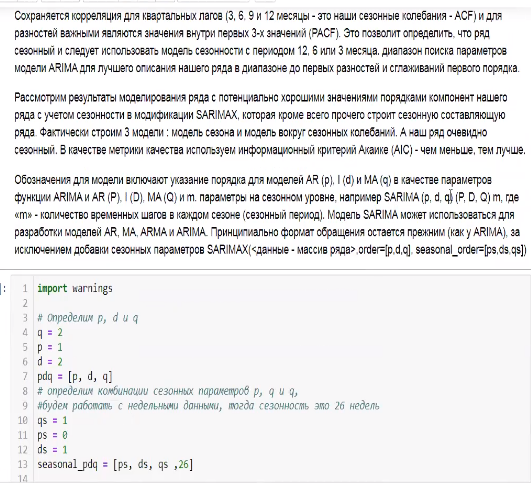 Сохраняется корреляция для квартальных лагов (3, 6. 9 и 12 месяцы - это наши сезонные колебания - ACF) и для
разностей важными являются значения внутри первых 3-х значений (PACF). Это позволит определить, что ряд
сезонный и следует использовать модель сезонности с периодом 12, 6 или 3 месяца. диапазон поиска параметров
модели ARIMA для лучшего описания нашего ряда в диапазоне до первых разностей и сглаживаний первого порядка.
Рассмотрим результаты моделирования ряда с потенциально хорошими значениями порядками компонент нашего
ряда с учетом сезонности в модификации SARIMAX, которая кроме всего прочего строит сезонную составляющую
ряда. Фактически строим 3 модели : модель сезона и модель вокруг сезонных колебаний. А наш ряд очевидно
сезонный. В качестве метрики качества используем информационный критерий Акаике (AIC) - чем меньше, тем лучше.
Обозначения для модели включают указание порядка для моделей AR (p), I (d) и MA (q) в качестве параметров
функции ARIMA и AR (P), I (D), MA (Q) и m. параметры на сезонном уровне, например SARIMA (p, d, q) (P, D, Q) m, где
«m» - количество временных шагов в каждом сезоне (сезонный период). Модель SARIMA может использоваться для
разработки моделей AR, MA, ARMA и ARIMA. Принципиально формат обращения остается прежним (как у ARIMA), за
исключением добавки сезонных параметров SARIMAX(<данные - массив ряда>,order=[p,d,q], seasonal_order=[ps,ds,qs])
]: 1 import warnings
2
3 # Определим p, d и q
4 q = 2
5 p = 1
6 d = 2
7 pdq = [p, d, q]
8 # определим комбинации сезонных параметров p, q и q,
9 #будем работать с недельными данными, тогда сезонность это 26 недель
10 qs = 1
11 ps = 0
12 ds = 1
13 seasonal_pdq = [ps, ds, qs ,26]
14